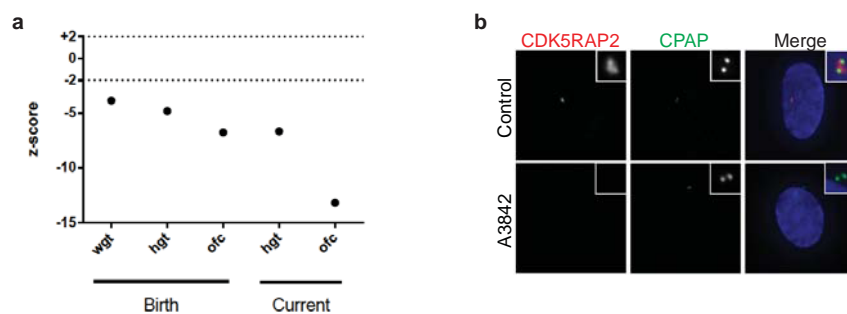 a
+2
0
-2
-5
-10
-15
z-score
wgt
hgt
ofc
hgt
ofc
Birth
Current
b
CDK5RAP2
CPAP
Merge
Control
A3842